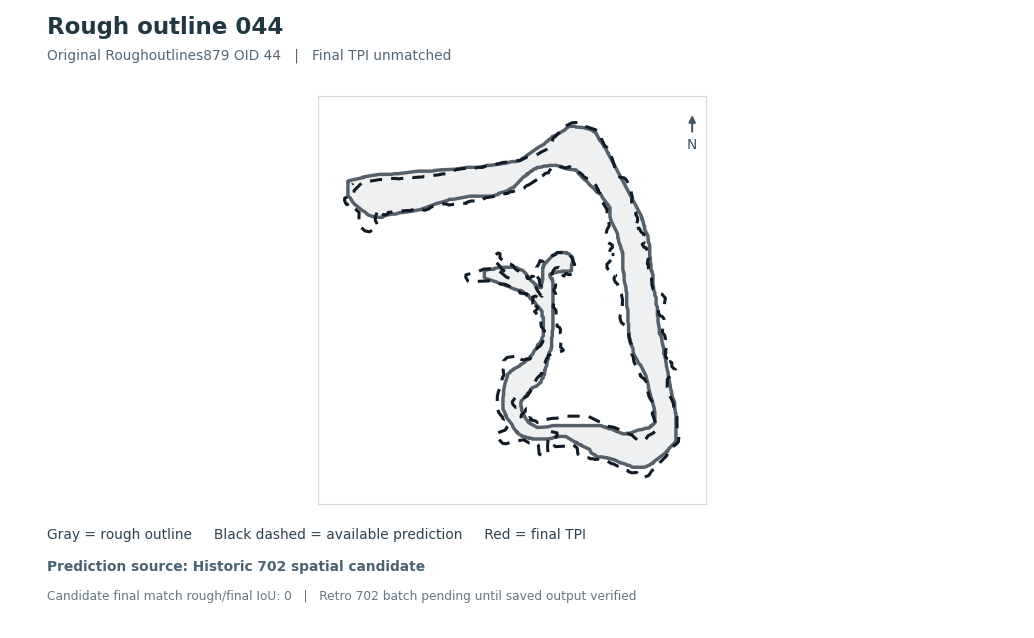 Rough outline 044
Original Roughoutlines879 OID 44   |   Final TPI unmatched
N
Gray = rough outline     Black dashed = available prediction     Red = final TPI
Prediction source: Historic 702 spatial candidate
Candidate final match rough/final IoU: 0   |   Retro 702 batch pending until saved output verified